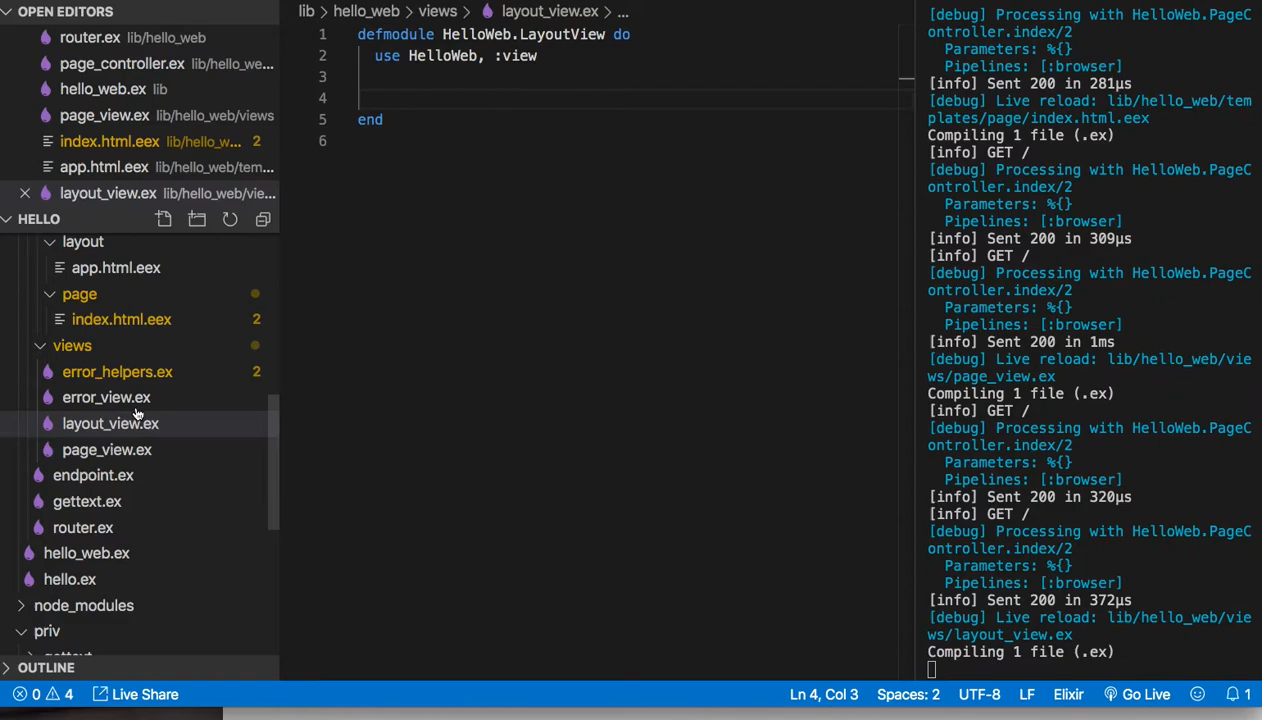 OPEN EDITORS
router.ex lib/hello_web
page_controller.ex lib/hello_we...
hello_web.ex lib
page_view.ex lib/hello_web/views
index.html.eex lib/hello_w... 2
app.html.eex lib/hello_web/tem...
layout_view.ex lib/hello_web/vie...
HELLO
layout
app.html.eex
page
index.html.eex 2
views
error_helpers.ex 2
error_view.ex
layout_view.ex
page_view.ex
endpoint.ex
gettext.ex
router.ex
hello_web.ex
hello.ex
node_modules
priv
OUTLINE
lib > hello_web > views > layout_view.ex > ...
1 defmodule HelloWeb.LayoutView do
2 use HelloWeb, :view
3
4
5 end
6
[debug] Processing with HelloWeb.PageC
ontroller.index/2
Parameters: %{}
Pipelines: [:browser]
[info] Sent 200 in 281µs
[debug] Live reload: lib/hello_web/tem
plates/page/index.html.eex
Compiling 1 file (.ex)
[info] GET /
[debug] Processing with HelloWeb.PageC
ontroller.index/2
Parameters: %{}
Pipelines: [:browser]
[info] Sent 200 in 309µs
[info] GET /
[debug] Processing with HelloWeb.PageC
ontroller.index/2
Parameters: %{}
Pipelines: [:browser]
[info] Sent 200 in 1ms
[debug] Live reload: lib/hello_web/vie
ws/page_view.ex
Compiling 1 file (.ex)
[info] GET /
[debug] Processing with HelloWeb.PageC
ontroller.index/2
Parameters: %{}
Pipelines: [:browser]
[info] Sent 200 in 320µs
[info] GET /
[debug] Processing with HelloWeb.PageC
ontroller.index/2
Parameters: %{}
Pipelines: [:browser]
[info] Sent 200 in 372µs
[debug] Live reload: lib/hello_web/vie
ws/layout_view.ex
Compiling 1 file (.ex)
0 4 Live Share Ln 4, Col 3 Spaces: 2 UTF-8 LF Elixir Go Live 1